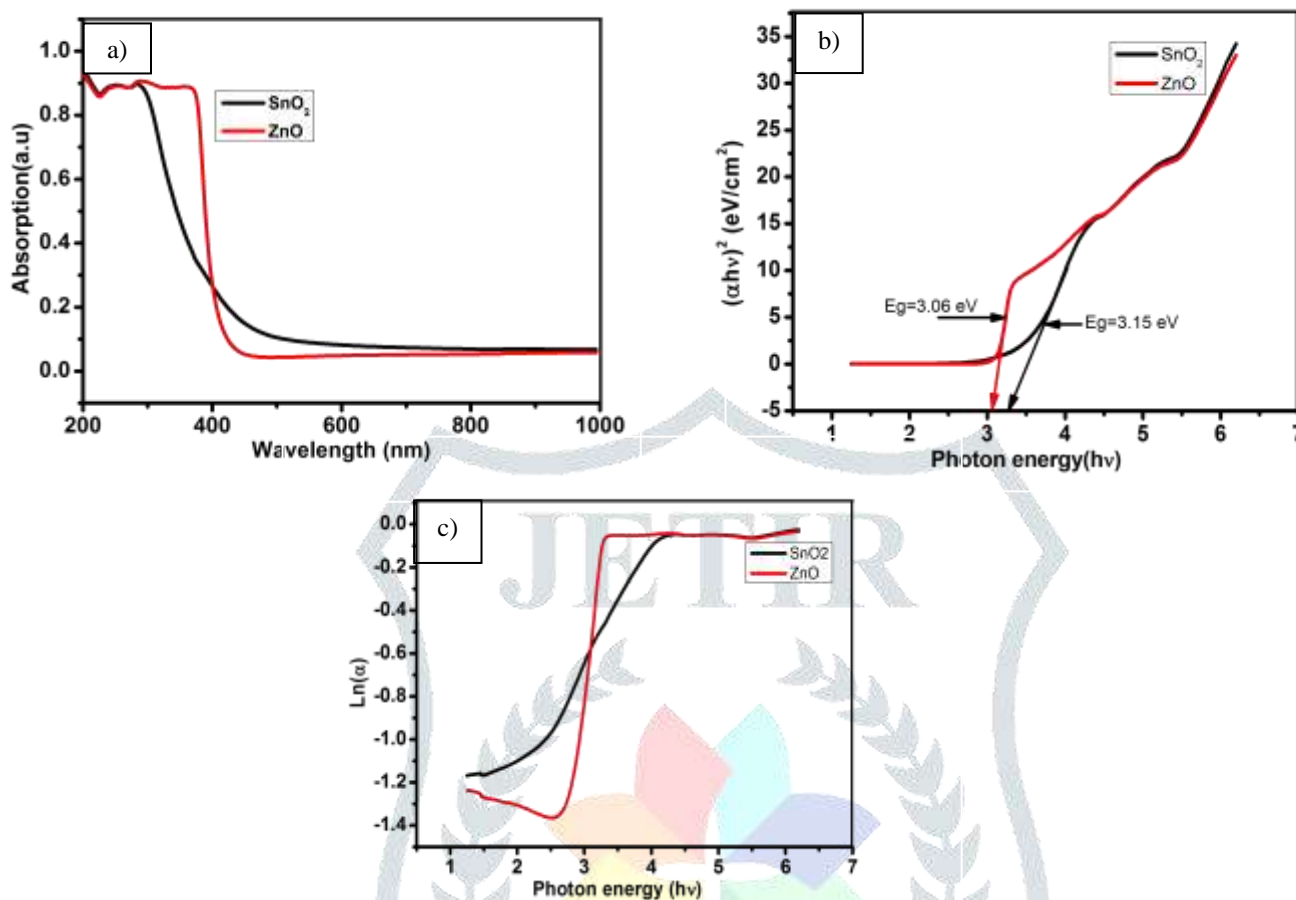 a)
1.0
0.8
0.6
0.4
0.2
0.0
Absorption(a.u)
SnO₂
ZnO
200 400 600 800 1000
Wavelength (nm)
b)
35
30
25
20
15
10
5
0
-5
(αhν)² (eV/cm²)
SnO₂
ZnO
Eg=3.06 eV
Eg=3.15 eV
1 2 3 4 5 6 7
Photon energy(hν)
c)
0.0
-0.2
-0.4
-0.6
-0.8
-1.0
-1.2
-1.4
Ln(α)
SnO2
ZnO
1 2 3 4 5 6 7
Photon energy (hν)
JETIR